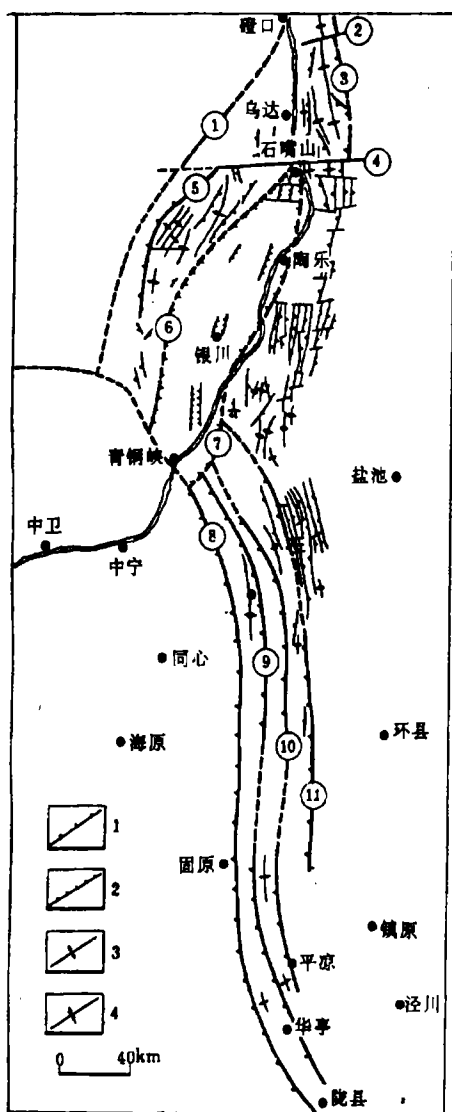 磴口
②
③
乌达
①
石嘴山
④
⑤
陶乐
⑥
银川
⑦
青铜峡
盐池
⑧
中卫
中宁
同心
⑨
海原
⑩
环县
⑪
1
固原
2
镇原
3
平凉
4
泾川
0 40km
华亭
陇县